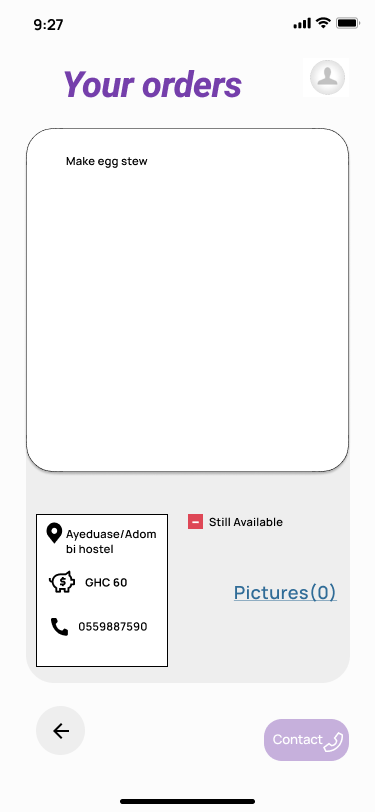 9:27
Your orders
Make egg stew
Ayeduase/Adom
bi hostel
Still Available
GHC 60
Pictures(0)
0559887590
Contact